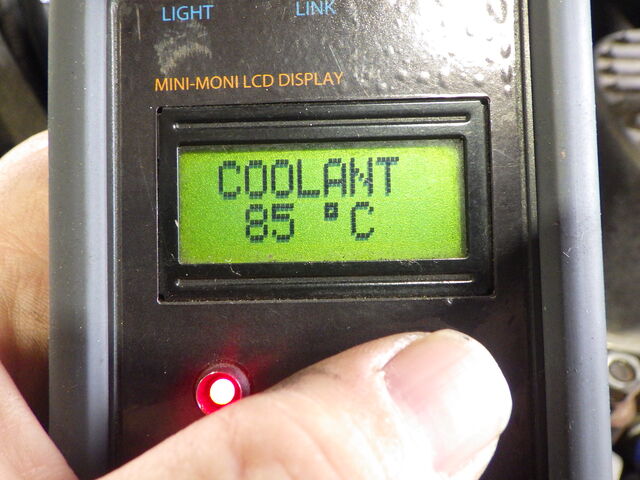 LIGHT LINK
MINI-MONI LCD DISPLAY
COOLANT
85 °C